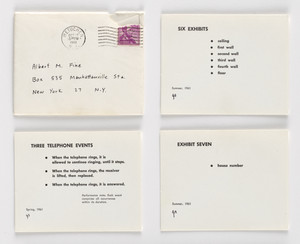 Albert M. Fine
Box 535 Manhattanville Sta.
New York 27 N.Y.
SIX EXHIBITS
ceiling
first wall
second wall
third wall
fourth wall
floor
Summer, 1961
THREE TELEPHONE EVENTS
When the telephone rings, it is
allowed to continue ringing, until it stops.
When the telephone rings, the receiver
is lifted, then replaced.
When the telephone rings, it is answered.
Spring, 1961
EXHIBIT SEVEN
house number
Summer, 1961